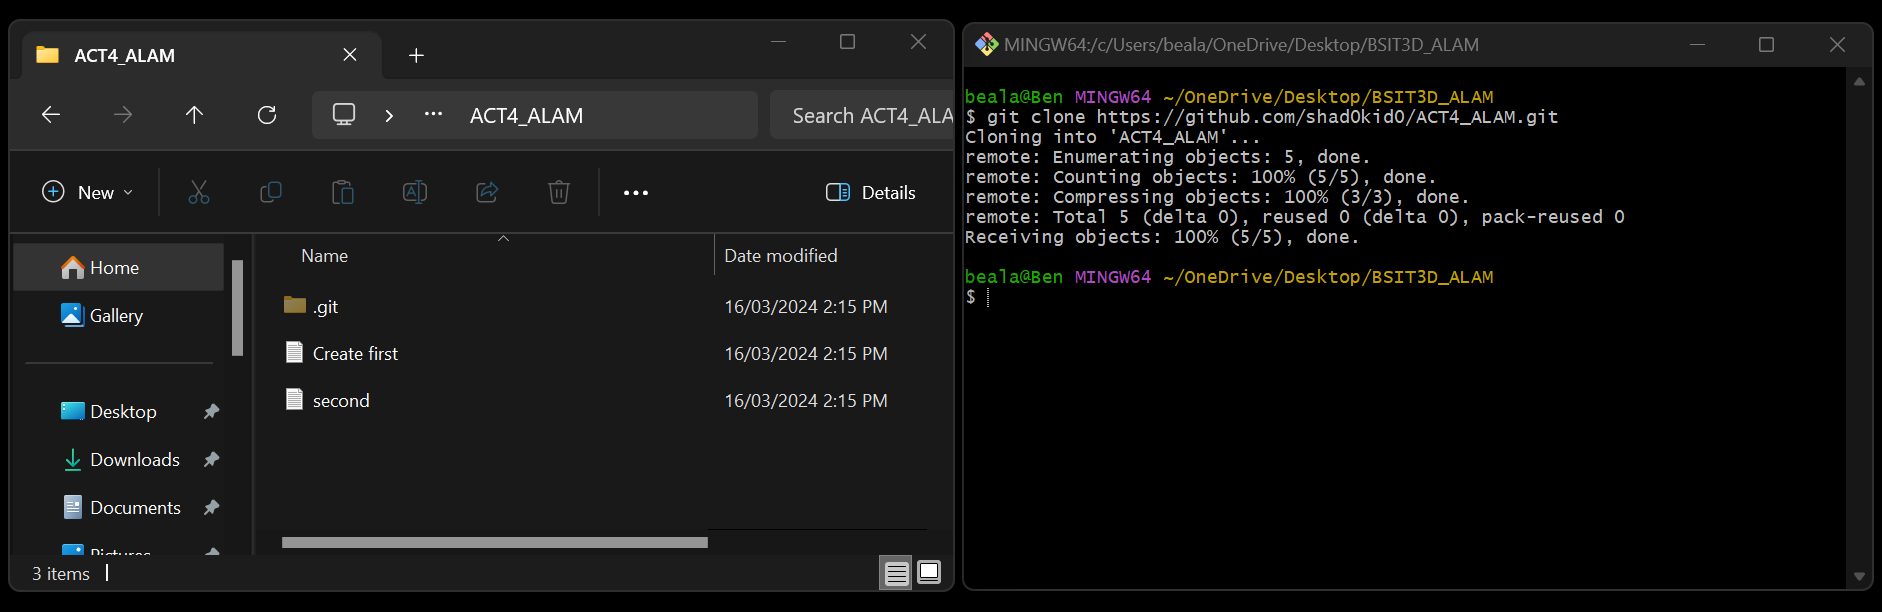 ACT4_ALAM
ACT4_ALAM
Search ACT4_ALA
New
Details
Home
Gallery
Desktop
Downloads
Documents
Pictures
Name
Date modified
.git 16/03/2024 2:15 PM
Create first 16/03/2024 2:15 PM
second 16/03/2024 2:15 PM
3 items
MINGW64:/c/Users/beala/OneDrive/Desktop/BSIT3D_ALAM
beala@Ben MINGW64 ~/OneDrive/Desktop/BSIT3D_ALAM
$ git clone https://github.com/shad0kid0/ACT4_ALAM.git
Cloning into 'ACT4_ALAM'...
remote: Enumerating objects: 5, done.
remote: Counting objects: 100% (5/5), done.
remote: Compressing objects: 100% (3/3), done.
remote: Total 5 (delta 0), reused 0 (delta 0), pack-reused 0
Receiving objects: 100% (5/5), done.
beala@Ben MINGW64 ~/OneDrive/Desktop/BSIT3D_ALAM
$